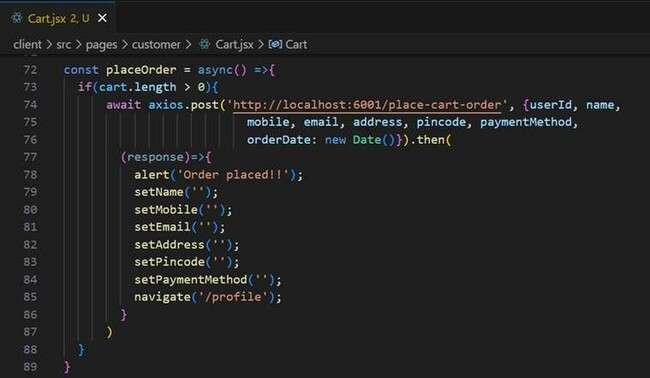 Cart.jsx 2, U
client > src > pages > customer > Cart.jsx > Cart
72 const placeOrder = async() =>{
73 if(cart.length > 0){
74 await axios.post('http://localhost:6001/place-cart-order', {userId, name,
75 mobile, email, address, pincode, paymentMethod,
76 orderDate: new Date()}).then(
77 (response)=>{
78 alert('Order placed!!');
79 setName('');
80 setMobile('');
81 setEmail('');
82 setAddress('');
83 setPincode('');
84 setPaymentMethod('');
85 navigate('/profile');
86 }
87 )
88 }
89 }